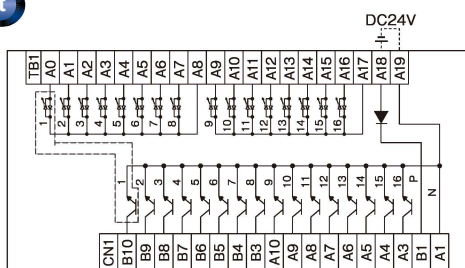 t
DC24V
TB1 A0 A1 A2 A3 A4 A5 A6 A7 A8 A9 A10 A11 A12 A13 A14 A15 A16 A17 A18 A19
1 2 3 4 5 6 7 8 9 10 11 12 13 14 15 16
1 2 3 4 5 6 7 8 9 10 11 12 13 14 15 16 P N
CN1 B10 B9 B8 B7 B6 B5 B4 B3 A10 A9 A8 A7 A6 A5 A4 A3 B1 A1